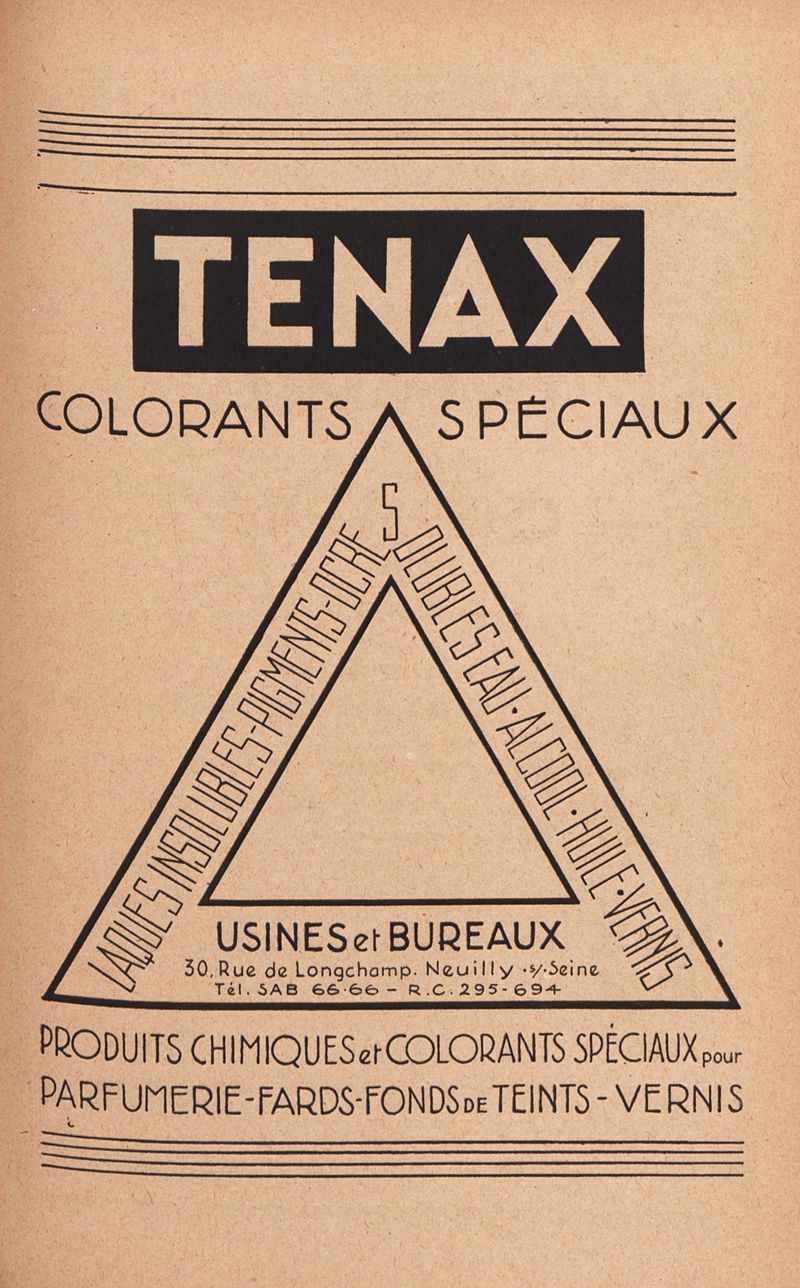 TENAX
COLORANTS SPÉCIAUX
LAQUES INSOLUBLES-PIGMENTS-OCRES
SOLUBLES EAU·ALCOOL·HUILE·VERNIS
USINES et BUREAUX
30, Rue de Longchamp. Neuilly ·s/·Seine
Tél. SAB 66·66 – R.C. 295-694
PRODUITS CHIMIQUES et COLORANTS SPÉCIAUX pour
PARFUMERIE-FARDS-FONDS DE TEINTS-VERNIS